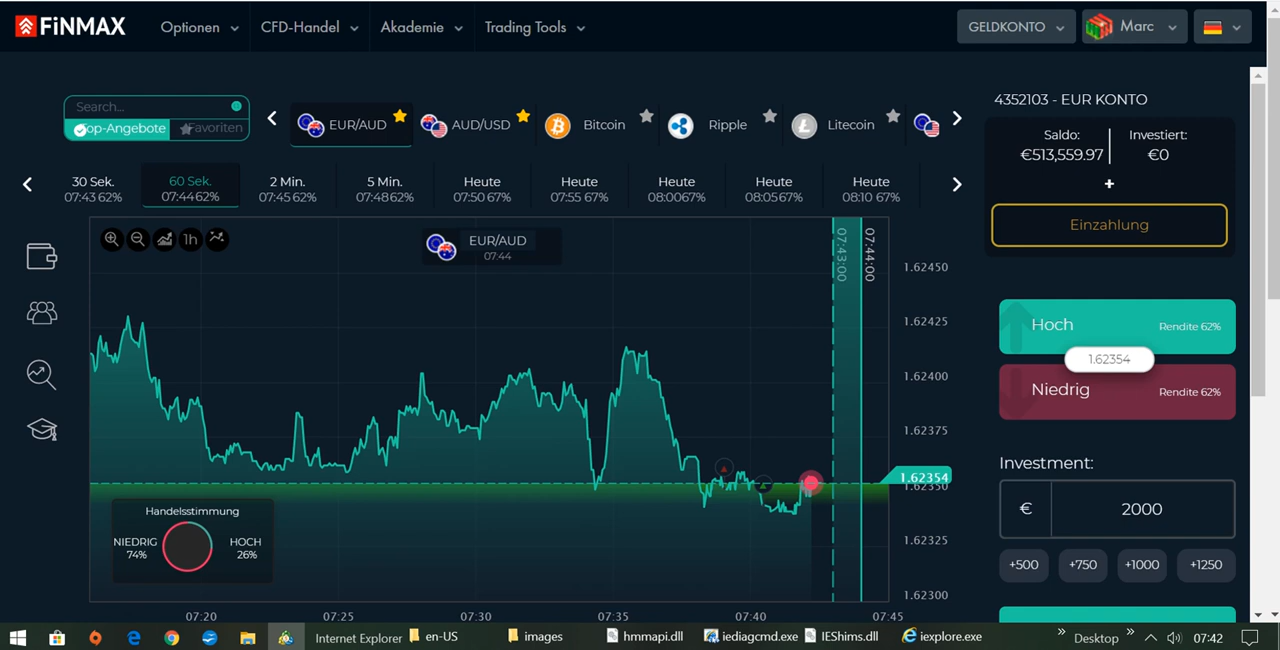 FiNMAX
Optionen
CFD-Handel
Akademie
Trading Tools
GELDKONTO
Marc
Search...
Top-Angebote
Favoriten
EUR/AUD
AUD/USD
Bitcoin
Ripple
Litecoin
4352103 - EUR KONTO
Saldo:
€513,559.97
Investiert:
€0
+
Einzahlung
30 Sek.
07:43 62%
60 Sek.
07:44 62%
2 Min.
07:45 62%
5 Min.
07:48 62%
Heute
07:50 67%
Heute
07:55 67%
Heute
08:00 67%
Heute
08:05 67%
Heute
08:10 67%
1h
EUR/AUD
07:44
07:43:00
07:44:00
1.62450
1.62425
1.62400
1.62375
1.62354
1.62350
1.62325
1.62300
Handelsstimmung
NIEDRIG
74%
HOCH
26%
07:20
07:25
07:30
07:35
07:40
07:45
Hoch
Rendite 62%
1.62354
Niedrig
Rendite 62%
Investment:
€
2000
+500
+750
+1000
+1250
Internet Explorer
en-US
images
hmmapi.dll
iediagcmd.exe
IEShims.dll
iexplore.exe
Desktop
07:42